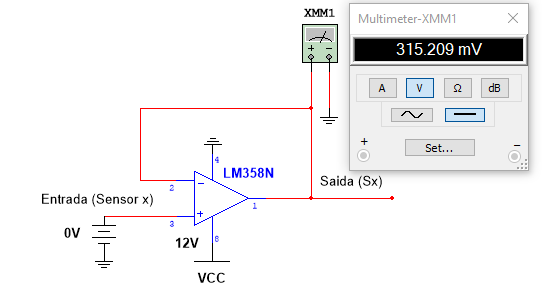 XMM1
Multimeter-XMM1
315.209 mV
A
V
Ω
dB
+
Set...
-
+ -
4
LM358N
Saída (Sx)
2
-
1
Entrada (Sensor x)
3
+
0V
12V
8
VCC